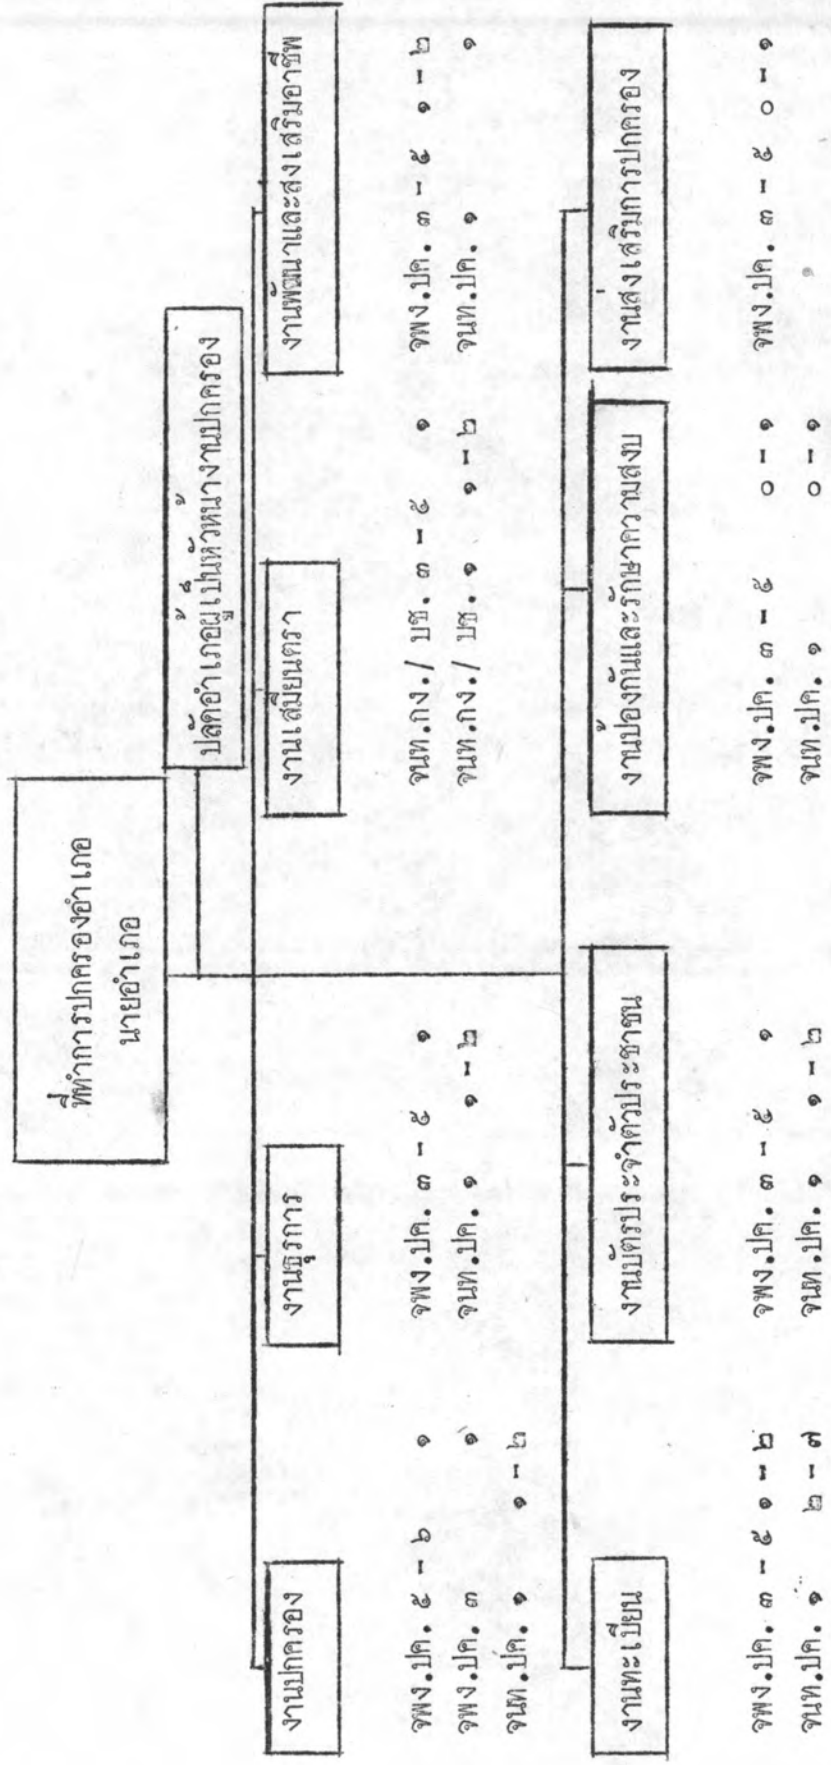 ที่ทำการปกครองอำเภอ
นายอำเภอ
ปลัดอำเภอผู้เป็นหัวหน้างานปกครอง
งานปกครอง
จพง.ปค. ๕ - ๖ ๑
จพง.ปค. ๓ ๑
จนท.ปค. ๑ ๑ - ๒
งานธุรการ
จพง.ปค. ๓ - ๕ ๑
จนท.ปค. ๑ ๑ - ๒
งานเสมียนตรา
จนท.กง./ บช. ๓ - ๕ ๑
จนท.กง./ บช. ๑ ๑ - ๒
งานพัฒนาและส่งเสริมอาชีพ
จพง.ปค. ๓ - ๕ ๑ - ๒
จนท.ปค. ๑ ๑
งานทะเบียน
จพง.ปค. ๓ - ๕ ๑ - ๒
จนท.ปค. ๑ ๒ - ๗
งานบัตรประจำตัวประชาชน
จพง.ปค. ๓ - ๕ ๑
จนท.ปค. ๑ ๑ - ๒
งานป้องกันและรักษาความสงบ
จพง.ปค. ๓ - ๕ ๐ - ๑
จนท.ปค. ๑ ๐ - ๑
งานส่งเสริมการปกครอง
จพง.ปค. ๓ - ๕ ๐ - ๑